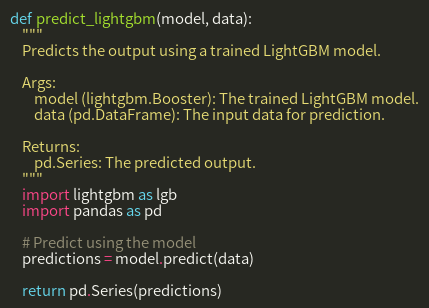 def predict_lightgbm(model, data):
    """
    Predicts the output using a trained LightGBM model.

    Args:
        model (lightgbm.Booster): The trained LightGBM model.
        data (pd.DataFrame): The input data for prediction.

    Returns:
        pd.Series: The predicted output.
    """
    import lightgbm as lgb
    import pandas as pd

    # Predict using the model
    predictions = model.predict(data)

    return pd.Series(predictions)